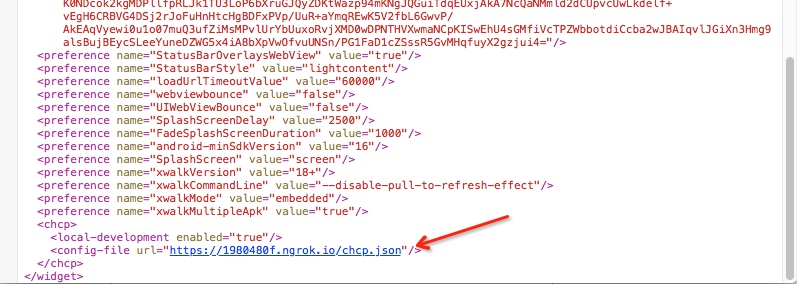 vEgH6CRBVG4DSj2rJoFuHnHtcHgBDFxPVp/UuR+aYmqREwK5V2fbL6GwvP/
AkEAqVyewi0u1o07muQ3ufZiMsMPvlUrYbUuxoRvjXMD0wDPNTHVXwmaNCpKISwEhU4sGMfiVcTPZWbbotdiCcba2wJBAIqvlJGiXn3Hmg9
alsBujBEycSLeeYuneDZWG5x4iA8bXpVwOfvuUNSn/PG1FaD1cZSssR5GvMHqfuyX2gzjui4="/>
<preference name="StatusBarOverlaysWebView" value="true"/>
<preference name="StatusBarStyle" value="lightcontent"/>
<preference name="loadUrlTimeoutValue" value="60000"/>
<preference name="webviewbounce" value="false"/>
<preference name="UIWebViewBounce" value="false"/>
<preference name="SplashScreenDelay" value="2500"/>
<preference name="FadeSplashScreenDuration" value="1000"/>
<preference name="android-minSdkVersion" value="16"/>
<preference name="SplashScreen" value="screen"/>
<preference name="xwalkVersion" value="18+"/>
<preference name="xwalkCommandLine" value="--disable-pull-to-refresh-effect"/>
<preference name="xwalkMode" value="embedded"/>
<preference name="xwalkMultipleApk" value="true"/>
<chcp>
<local-development enabled="true"/>
<config-file url="https://1980480f.ngrok.io/chcp.json"/>
</chcp>
</widget>